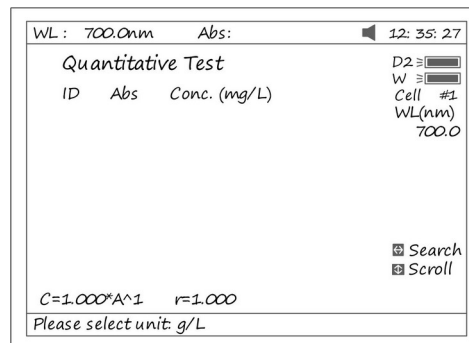 WL: 700.0nm Abs: 12: 35: 27
Quantitative Test
ID Abs Conc. (mg/L)
D2
W
Cell #1
WL(nm)
700.0
Search
Scroll
C=1.000*A^1 r=1.000
Please select unit: g/L